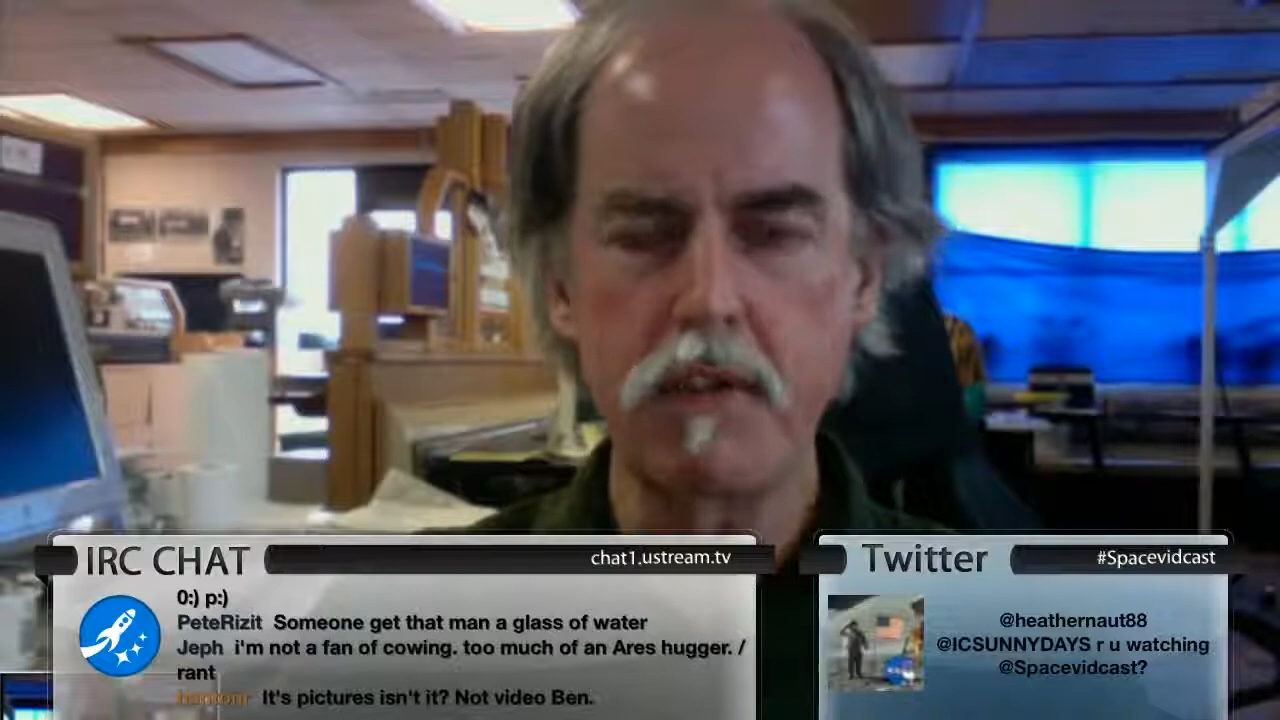 IRC CHAT
chat1.ustream.tv
0:) p:)
PeteRizit Someone get that man a glass of water
Jeph i'm not a fan of cowing. too much of an Ares hugger. /
rant
It's pictures isn't it? Not video Ben.
Twitter
#Spacevidcast
@heathernaut88
@ICSUNNYDAYS r u watching
@Spacevidcast?